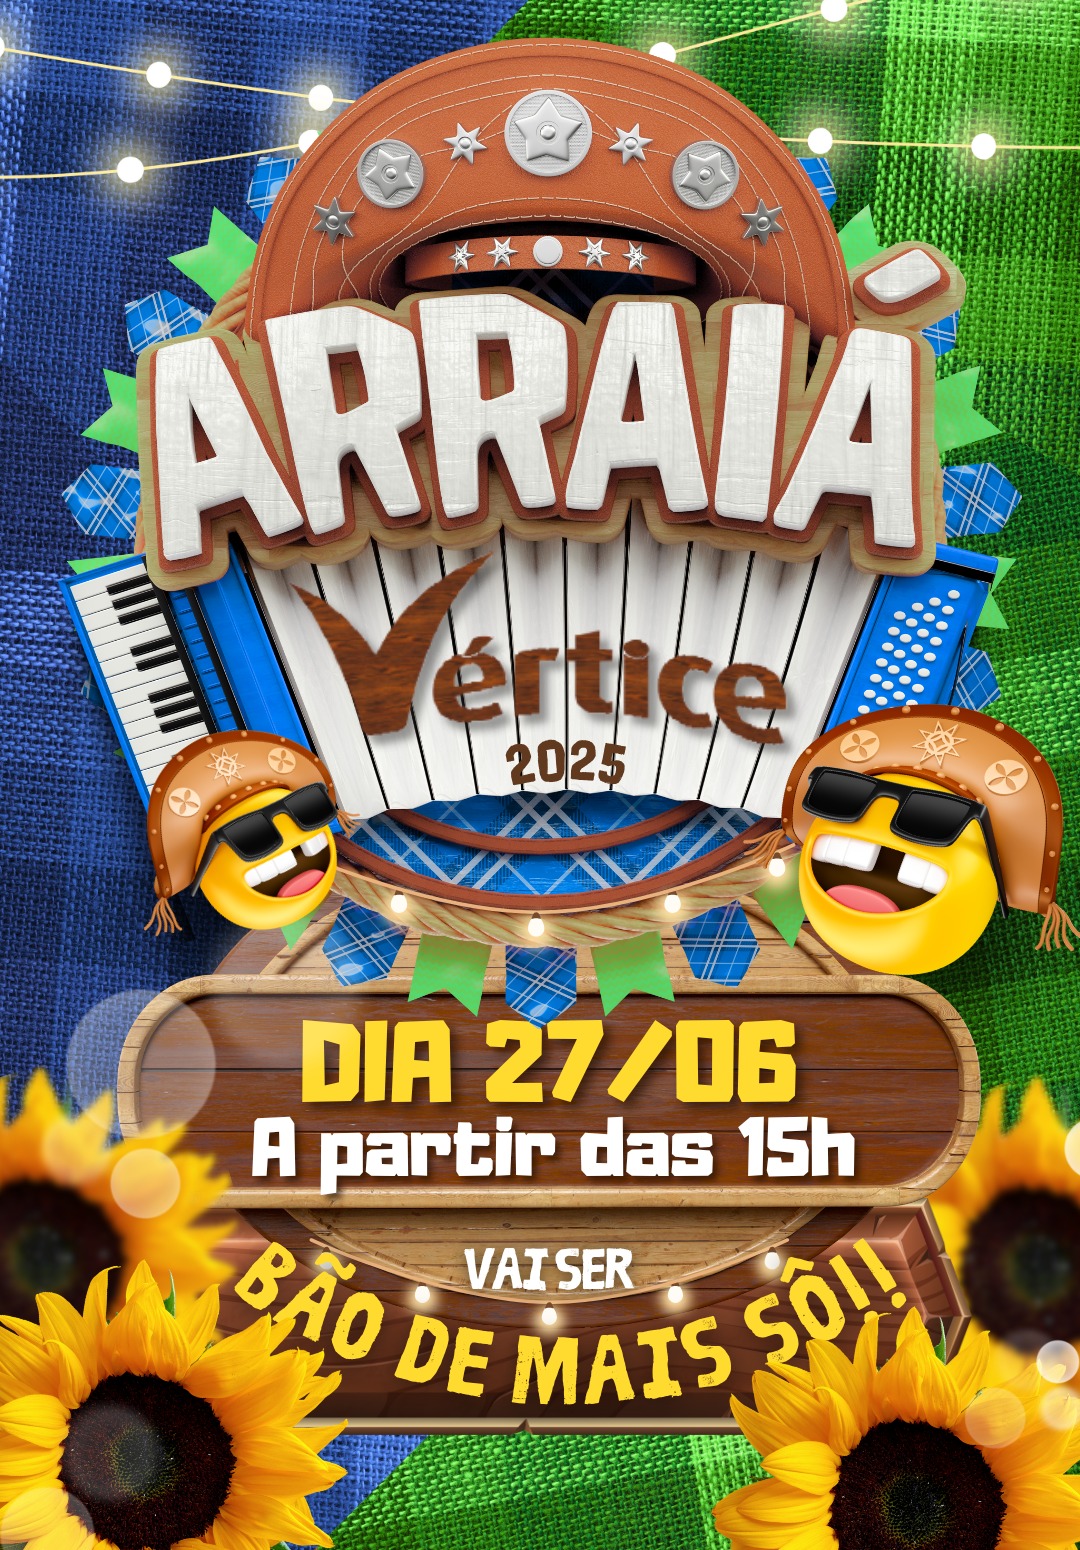 ARRAIÁ
Vértice
2025
DIA 27/06
A partir das 15h
VAI SER
BÃO DE MAIS SÔ!!